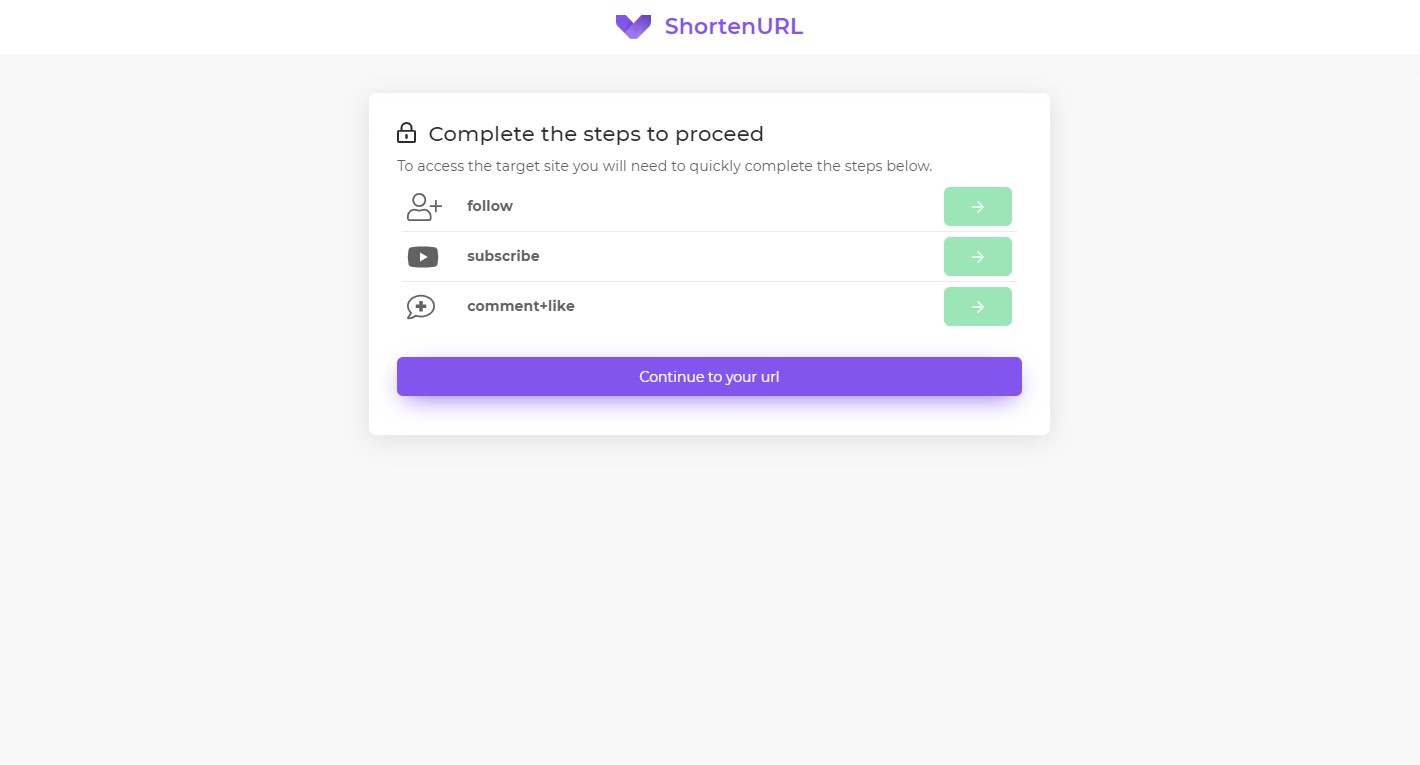 ShortenURL
Complete the steps to proceed
To access the target site you will need to quickly complete the steps below.
follow
subscribe
comment+like
Continue to your url